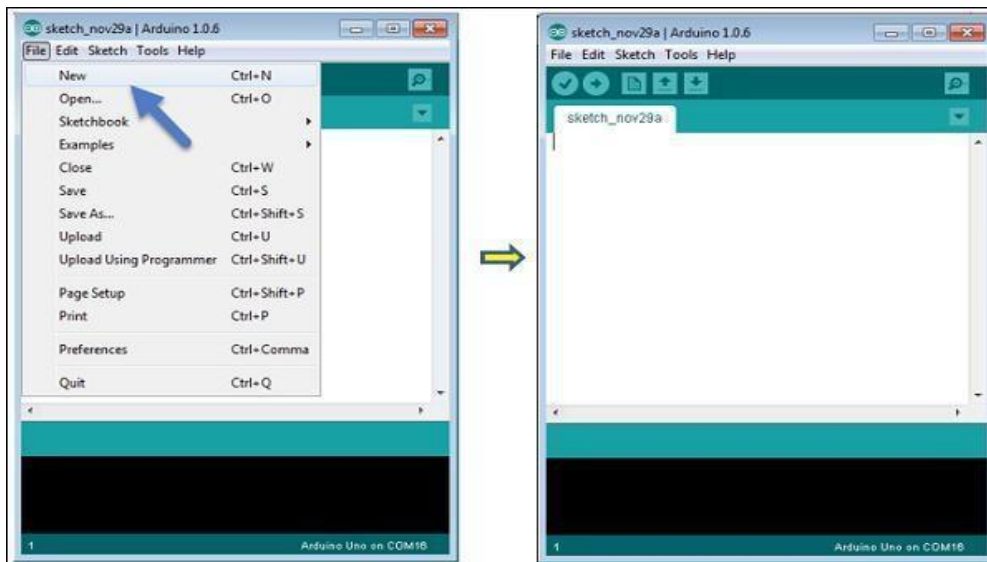 sketch_nov29a | Arduino 1.0.6
File Edit Sketch Tools Help
New Ctrl+N
Open... Ctrl+O
Sketchbook
Examples
Close Ctrl+W
Save Ctrl+S
Save As... Ctrl+Shift+S
Upload Ctrl+U
Upload Using Programmer Ctrl+Shift+U
Page Setup Ctrl+Shift+P
Print Ctrl+P
Preferences Ctrl+Comma
Quit Ctrl+Q
1 Arduino Uno on COM16
sketch_nov29a | Arduino 1.0.6
File Edit Sketch Tools Help
sketch_nov29a
1 Arduino Uno on COM16